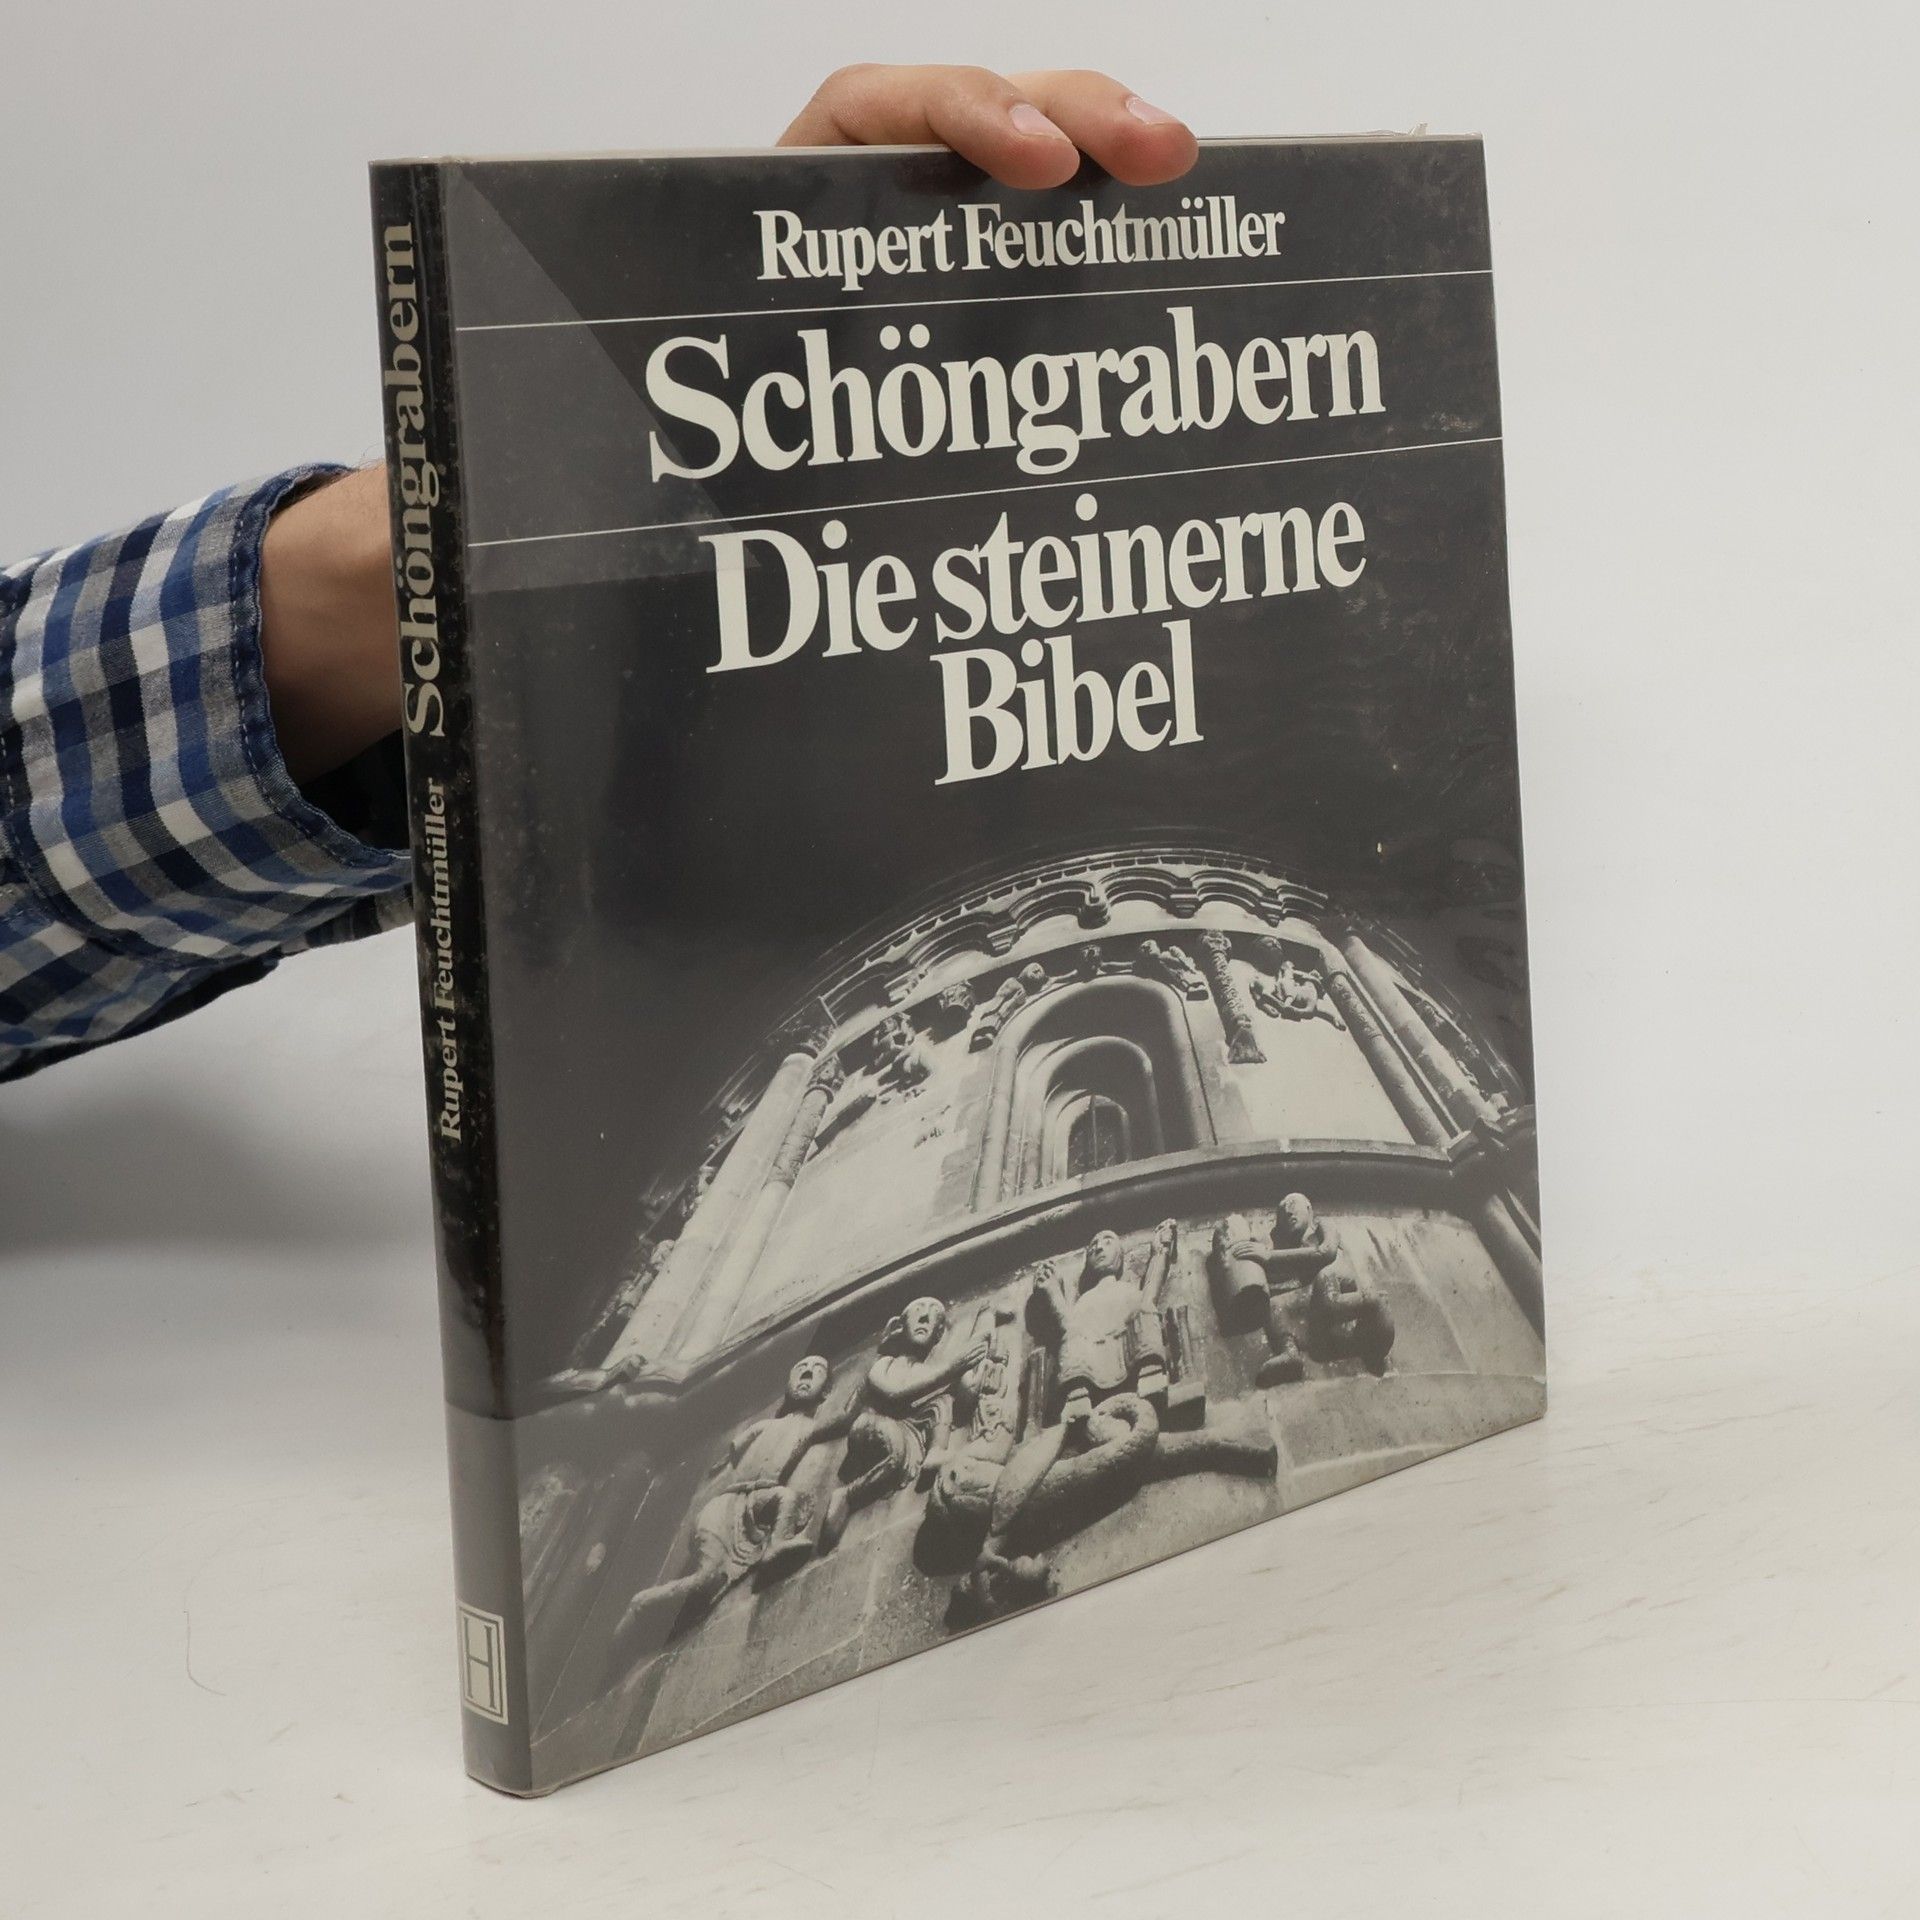 Rupert Feuchtmüller
Schöngrabern
Die steinerne
Bibel
Rupert Feuchtmüller Schöngrabern
H